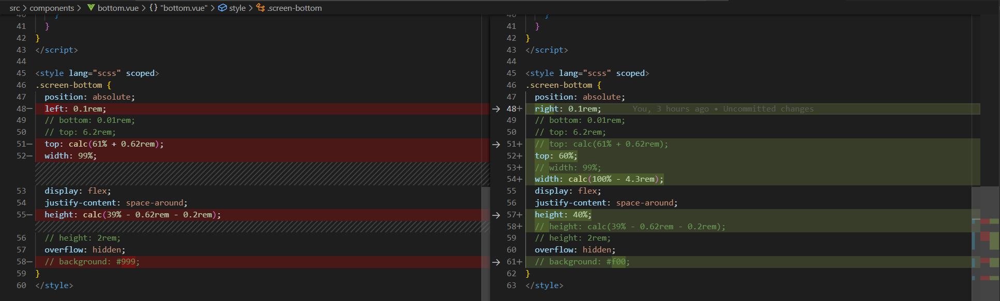 src > components > bottom.vue > {} "bottom.vue" > style > .screen-bottom
40 }
41 }
42 }
43 </script>
44
45 <style lang="scss" scoped>
46 .screen-bottom {
47 position: absolute;
48— left: 0.1rem;
49 // bottom: 0.01rem;
50 // top: 6.2rem;
51— top: calc(61% + 0.62rem);
52— width: 99%;
53 display: flex;
54 justify-content: space-around;
55— height: calc(39% - 0.62rem - 0.2rem);
56 // height: 2rem;
57 overflow: hidden;
58— // background: #999;
59 }
60 </style>
40 }
41 }
42 }
43 </script>
44
45 <style lang="scss" scoped>
46 .screen-bottom {
47 position: absolute;
→ 48+ right: 0.1rem; You, 3 hours ago • Uncommitted changes
49 // bottom: 0.01rem;
50 // top: 6.2rem;
→ 51+ // top: calc(61% + 0.62rem);
52+ top: 60%;
53+ // width: 99%;
54+ width: calc(100% - 4.3rem);
55 display: flex;
56 justify-content: space-around;
→ 57+ height: 40%;
58+ // height: calc(39% - 0.62rem - 0.2rem);
59 // height: 2rem;
60 overflow: hidden;
→ 61+ // background: #f00;
62 }
63 </style>